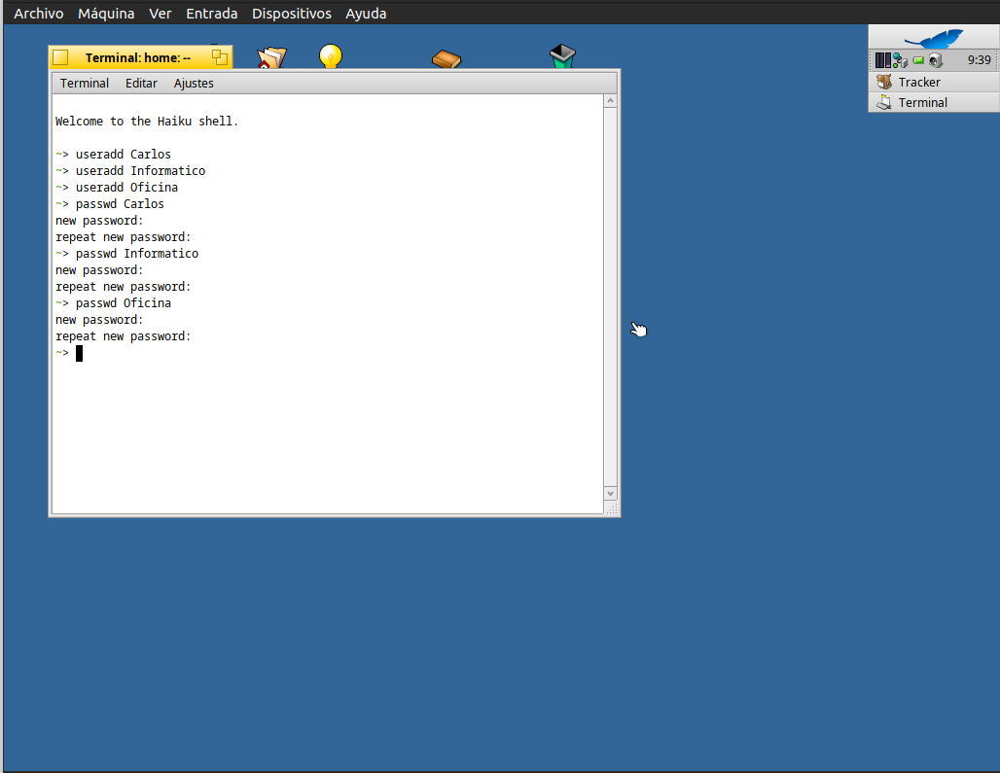 Archivo Máquina Ver Entrada Dispositivos Ayuda
Terminal: home: --
9:39
Tracker
Terminal
Terminal Editar Ajustes
Welcome to the Haiku shell.
~> useradd Carlos
~> useradd Informatico
~> useradd Oficina
~> passwd Carlos
new password:
repeat new password:
~> passwd Informatico
new password:
repeat new password:
~> passwd Oficina
new password:
repeat new password:
~>